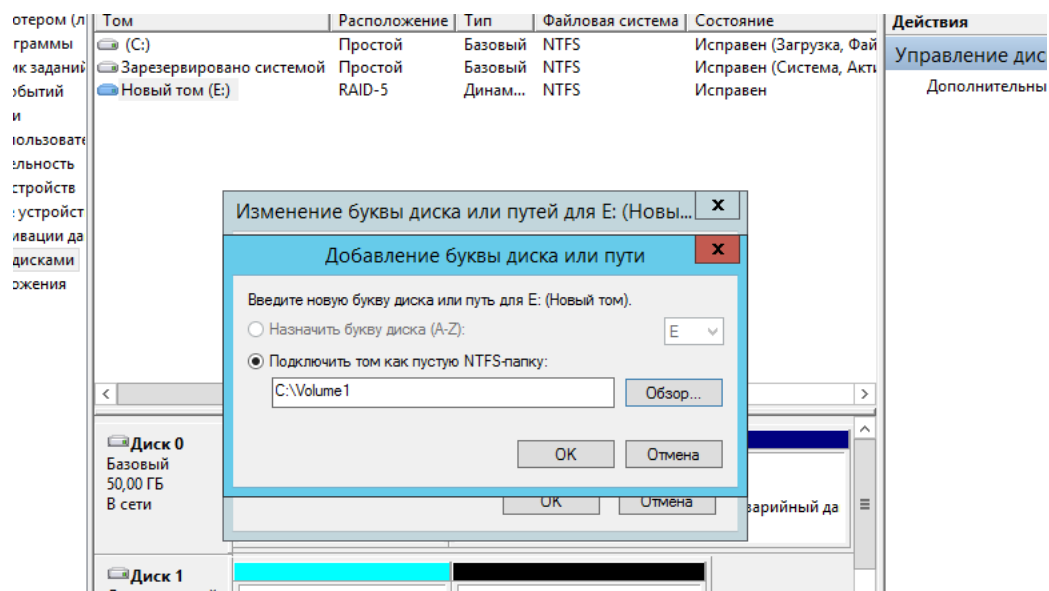 отером (л
граммы
ик заданий
обытий
и
ользовате
ельность
стройств
: устройст
ивации да
дисками
ожения
Том Расположение Тип Файловая система Состояние
(C:) Простой Базовый NTFS Исправен (Загрузка, Фай
Зарезервировано системой Простой Базовый NTFS Исправен (Система, Акти
Новый том (E:) RAID-5 Динам... NTFS Исправен
Действия
Управление дис
Дополнительны
Изменение буквы диска или путей для E: (Новы... x
Добавление буквы диска или пути x
Введите новую букву диска или путь для E: (Новый том).
Назначить букву диска (A-Z): E
Подключить том как пустую NTFS-папку:
C:\Volume1 Обзор...
OK Отмена
OK Отмена
Диск 0
Базовый
50,00 ГБ
В сети
варийный да
Диск 1